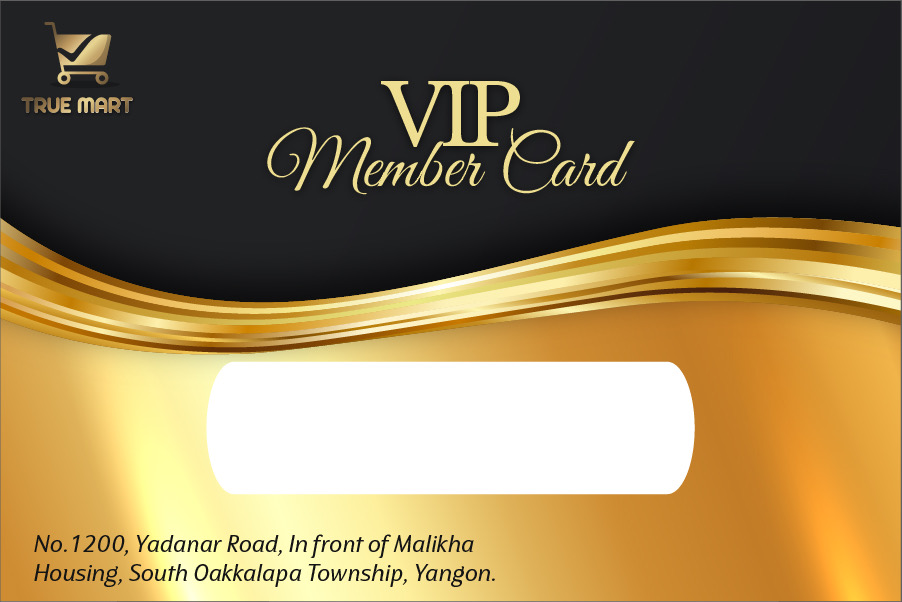 TRUE MART
VIP
Member Card
No.1200, Yadanar Road, In front of Malikha
Housing, South Oakkalapa Township, Yangon.